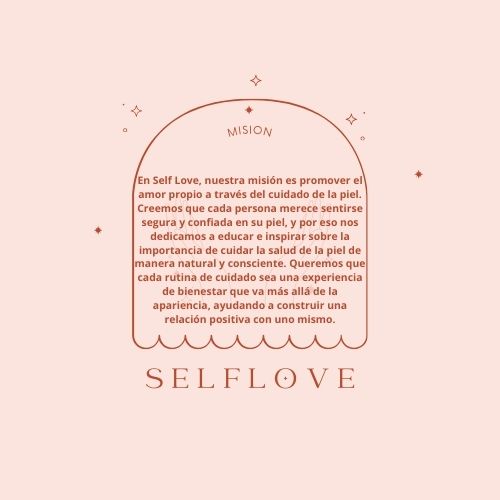 MISION
En Self Love, nuestra misión es promover el
amor propio a través del cuidado de la piel.
Creemos que cada persona merece sentirse
segura y confiada en su piel, y por eso nos
dedicamos a educar e inspirar sobre la
importancia de cuidar la salud de la piel de
manera natural y consciente. Queremos que
cada rutina de cuidado sea una experiencia
de bienestar que va más allá de la
apariencia, ayudando a construir una
relación positiva con uno mismo.
SELFLOVE